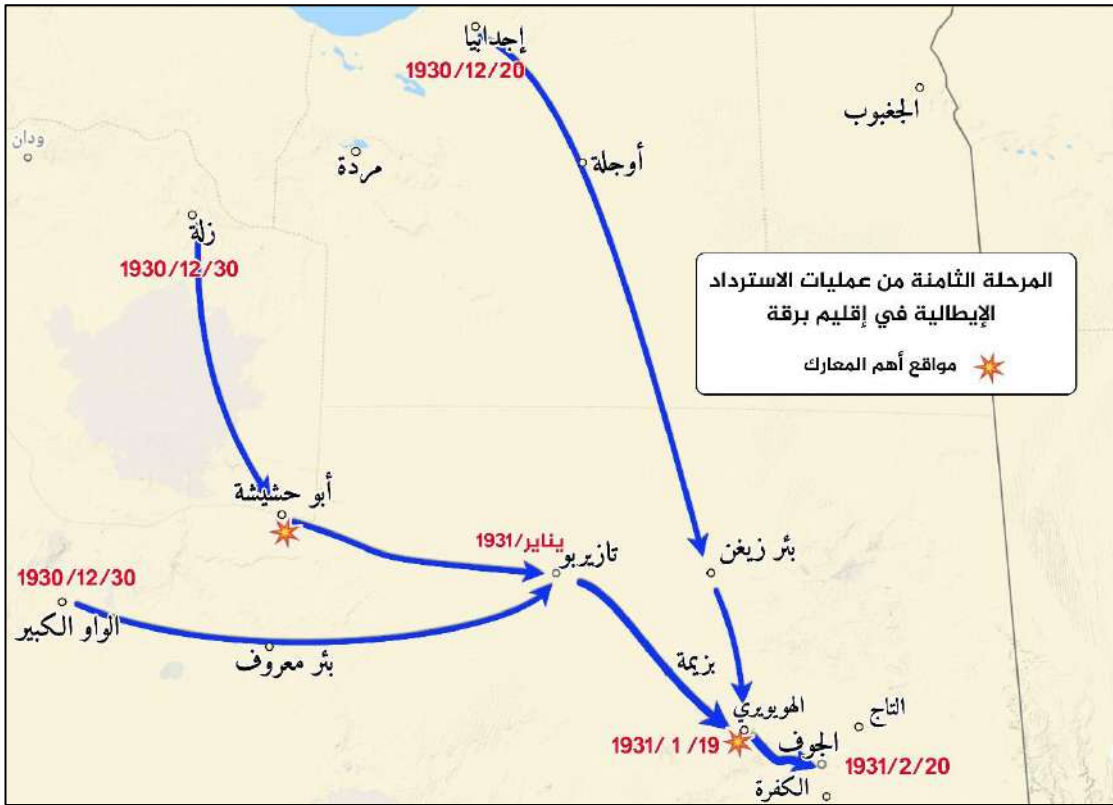 إجدابيا
1930/12/20
الجغبوب
ودان
مردة
أوجلة
زلة
1930/12/30
المرحلة الثامنة من عمليات الاسترداد
الإيطالية في إقليم برقة
مواقع أهم المعارك
أبو حشيشة
يناير/1931
تازيربو
بئر زيغن
1930/12/30
الواو الكبير
بئر معروف
بزيمة
الهويويري
التاج
1931/ 1 /19
الجوف
1931/2/20
الكفرة